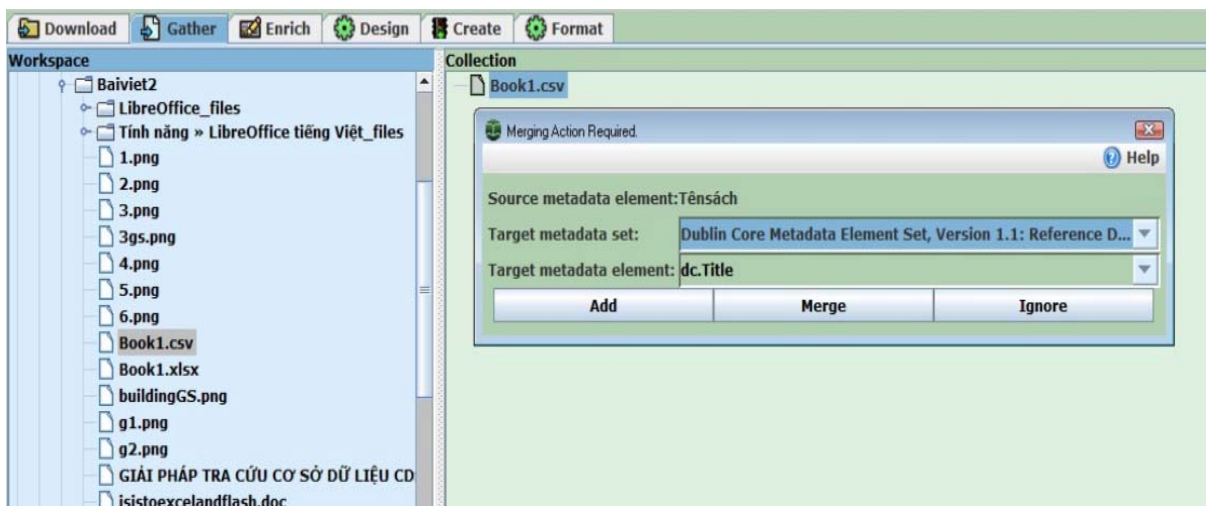 Download Gather Enrich Design Create Format
Workspace
Baiviet2
LibreOffice_files
Tính năng » LibreOffice tiếng Việt_files
1.png
2.png
3.png
3gs.png
4.png
5.png
6.png
Book1.csv
Book1.xlsx
buildingGS.png
g1.png
g2.png
GIẢI PHÁP TRA CỨU CƠ SỞ DỮ LIỆU CD
isistoexcelandflash.doc
Collection
Book1.csv
Merging Action Required.
Help
Source metadata element:Tênsách
Target metadata set: Dublin Core Metadata Element Set, Version 1.1: Reference D...
Target metadata element: dc.Title
Add Merge Ignore